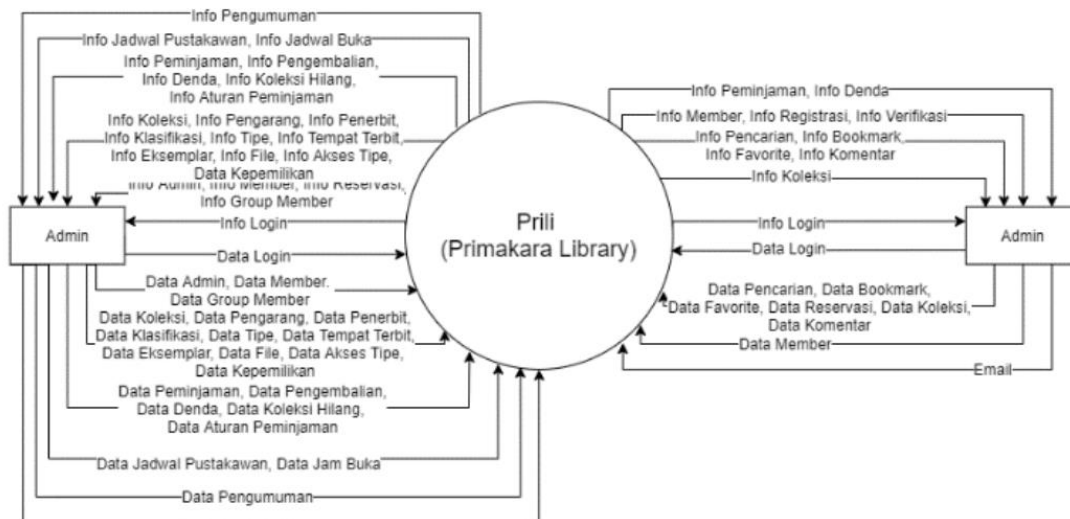 Info Pengumuman
Info Jadwal Pustakawan, Info Jadwal Buka
Info Peminjaman, Info Pengembalian,
Info Denda, Info Koleksi Hilang,
Info Aturan Peminjaman
Info Koleksi, Info Pengarang, Info Penerbit,
Info Klasifikasi, Info Tipe, Info Tempat Terbit,
Info Eksemplar, Info File, Info Akses Tipe,
Data Kepemilikan
Info Admin, Info Member, Info Reservasi,
Info Group Member
Info Login
Admin
Data Login
Data Admin, Data Member.
Data Group Member
Data Koleksi, Data Pengarang, Data Penerbit,
Data Klasifikasi, Data Tipe, Data Tempat Terbit,
Data Eksemplar, Data File, Data Akses Tipe,
Data Kepemilikan
Data Peminjaman, Data Pengembalian,
Data Denda, Data Koleksi Hilang,
Data Aturan Peminjaman
Data Jadwal Pustakawan, Data Jam Buka
Data Pengumuman
Prili
(Primakara Library)
Info Peminjaman, Info Denda
Info Member, Info Registrasi, Info Verifikasi
Info Pencarian, Info Bookmark,
Info Favorite, Info Komentar
Info Koleksi
Info Login
Admin
Data Login
Data Pencarian, Data Bookmark,
Data Favorite, Data Reservasi, Data Koleksi,
Data Komentar
Data Member
Email